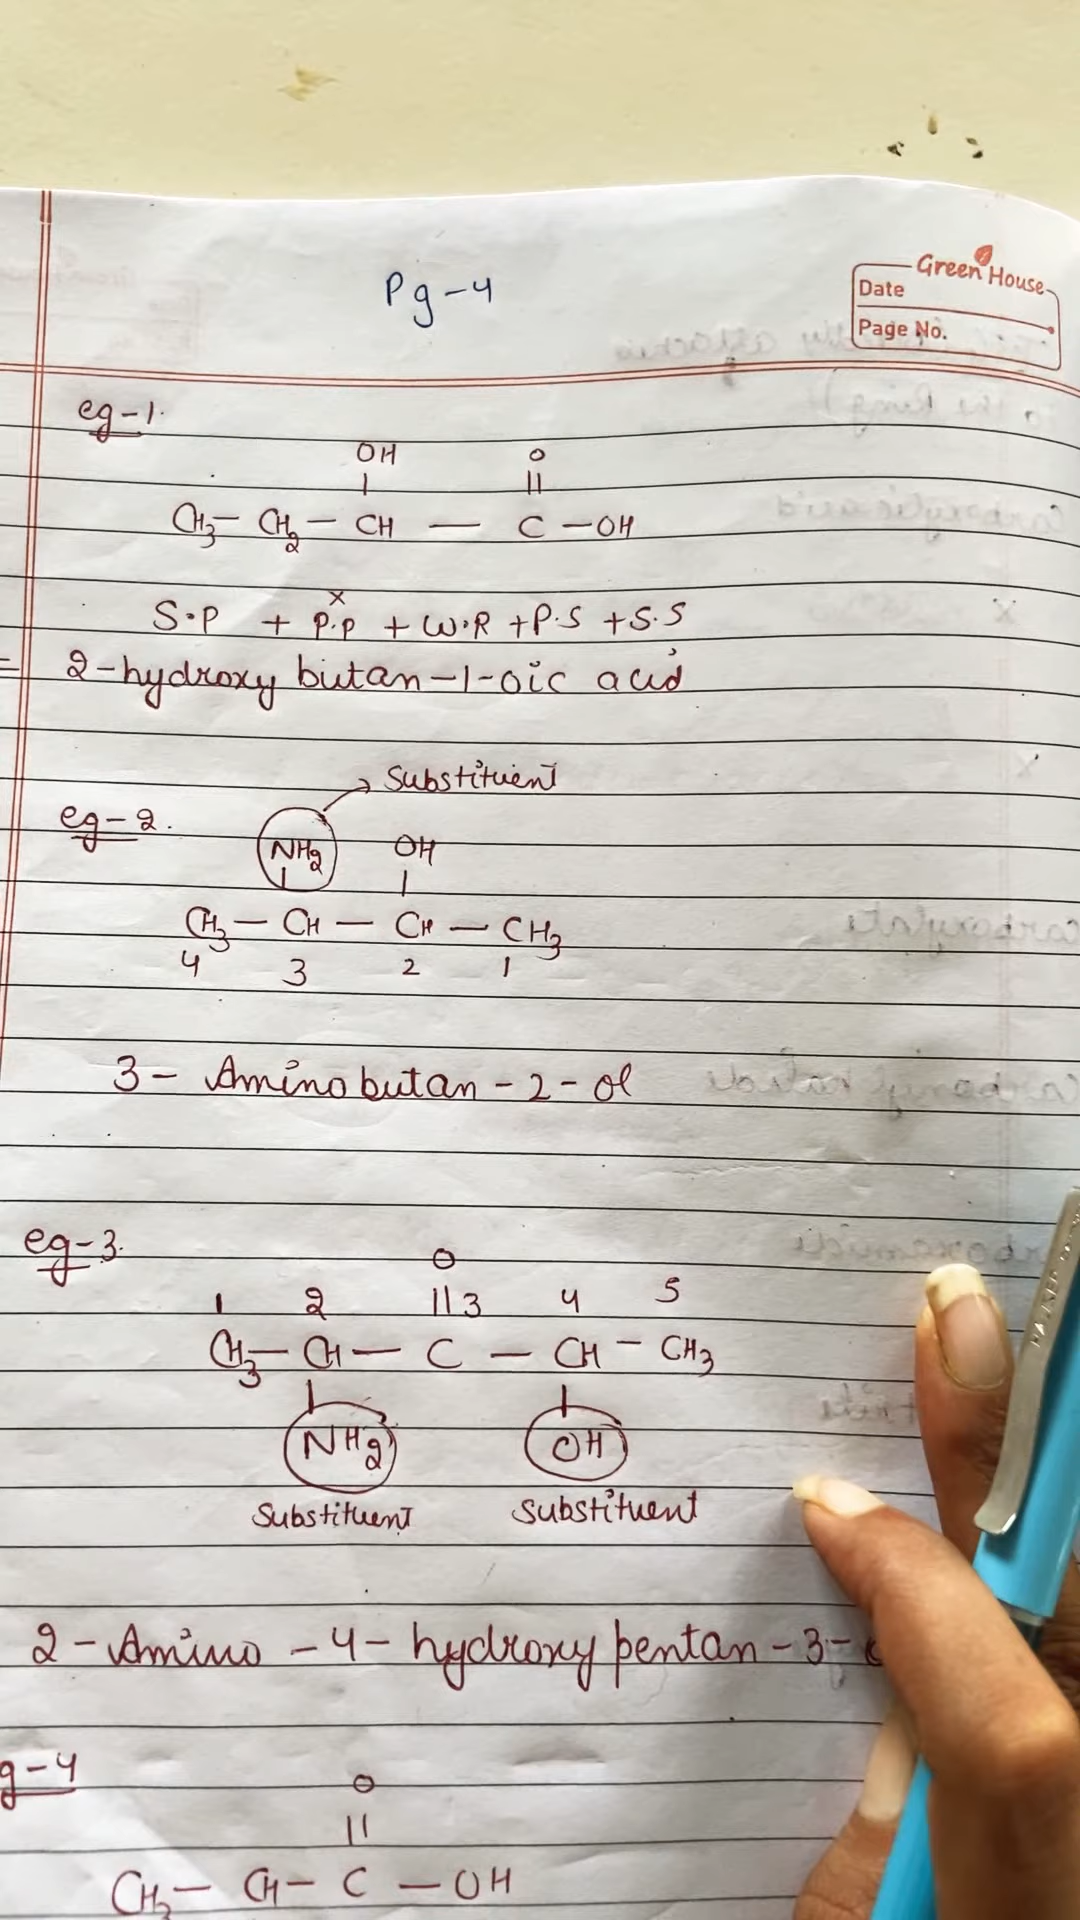 Pg-4
Green House
Date
Page No.
eg-1.
OH O
| ||
CH3 — CH2 — CH — C — OH
x
S.P + P.P + W.R + P.S + S.S
= 2-hydroxy butan-1-oic acid
Substituent
eg-2.
NH2 OH
| |
CH3 — CH — CH — CH3
4 3 2 1
3- Amino butan-2-ol
eg-3.
O
1 2 ||3 4 5
CH3 — CH — C — CH — CH3
| |
NH2 OH
Substituent Substituent
2-Amino-4-hydroxy pentan-3-
g-4
O
||
CH3 — CH — C — OH